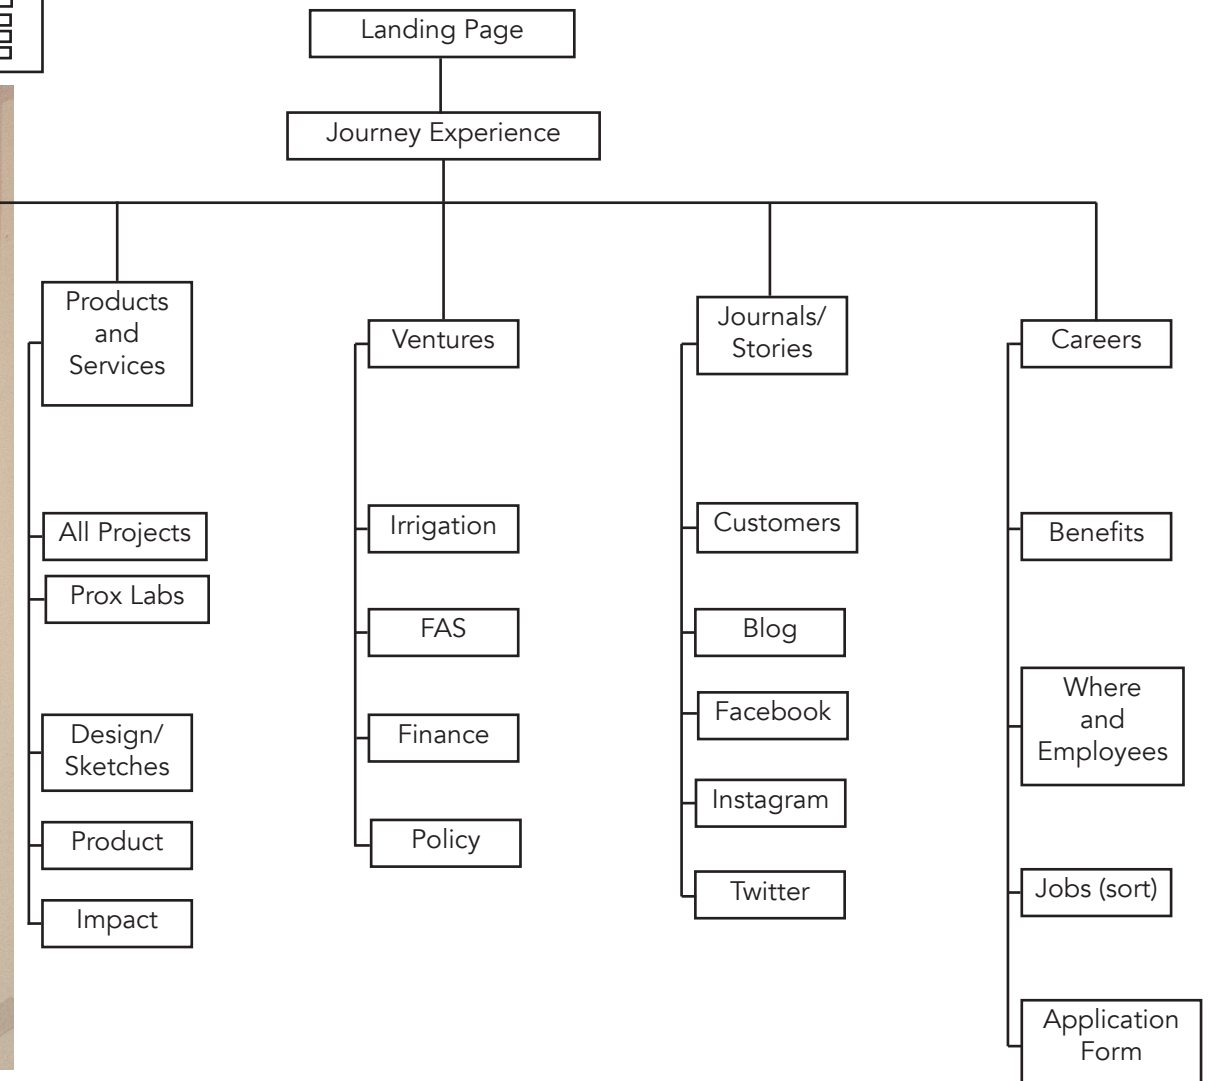 Landing Page
Journey Experience
Products
and
Services
All Projects
Prox Labs
Design/
Sketches
Product
Impact
Ventures
Irrigation
FAS
Finance
Policy
Journals/
Stories
Customers
Blog
Facebook
Instagram
Twitter
Careers
Benefits
Where
and
Employees
Jobs (sort)
Application
Form